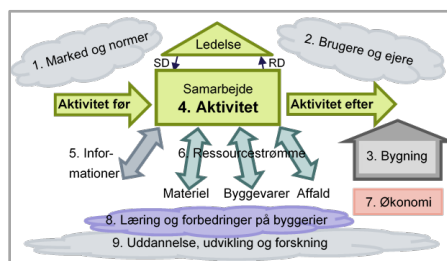 1. Marked og normer
Ledelse
2. Brugere og ejere
SD
RD
Samarbejde
4. Aktivitet
Aktivitet før
Aktivitet efter
5. Infor-
mationer
6. Ressourcestrømme
3. Bygning
Materiel
Byggevarer
Affald
7. Økonomi
8. Læring og forbedringer på byggerier
9. Uddannelse, udvikling og forskning